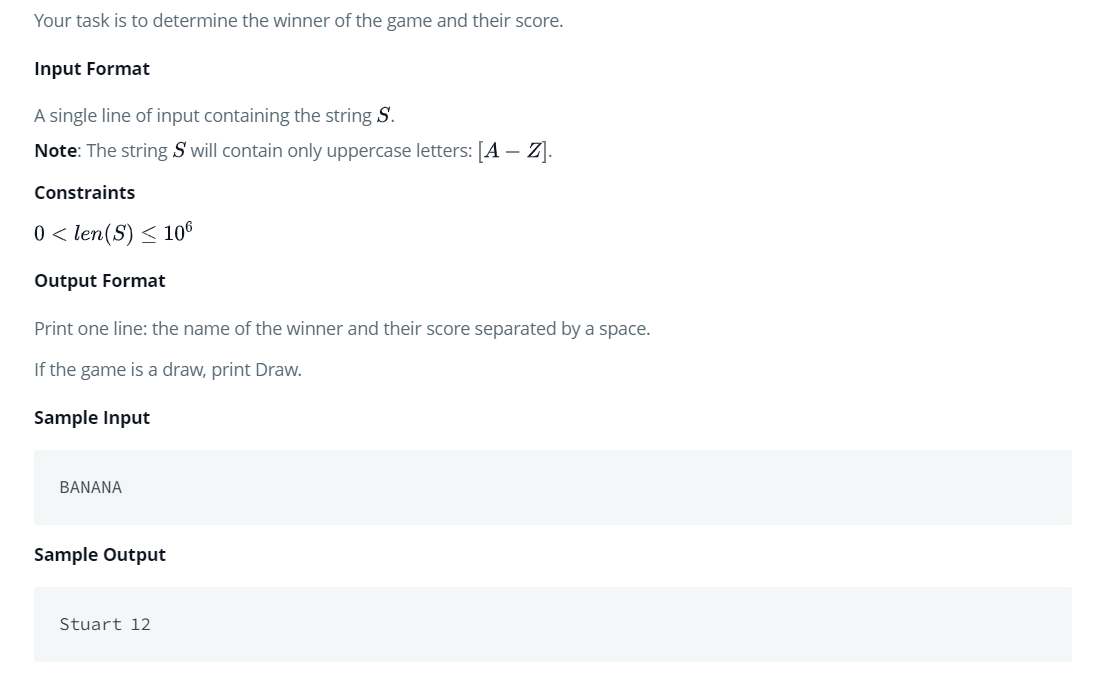 Your task is to determine the winner of the game and their score.
Input Format
A single line of input containing the string S.
Note: The string S will contain only uppercase letters: [A − Z].
Constraints
0 < len(S) ≤ 10⁶
Output Format
Print one line: the name of the winner and their score separated by a space.
If the game is a draw, print Draw.
Sample Input
BANANA
Sample Output
Stuart 12